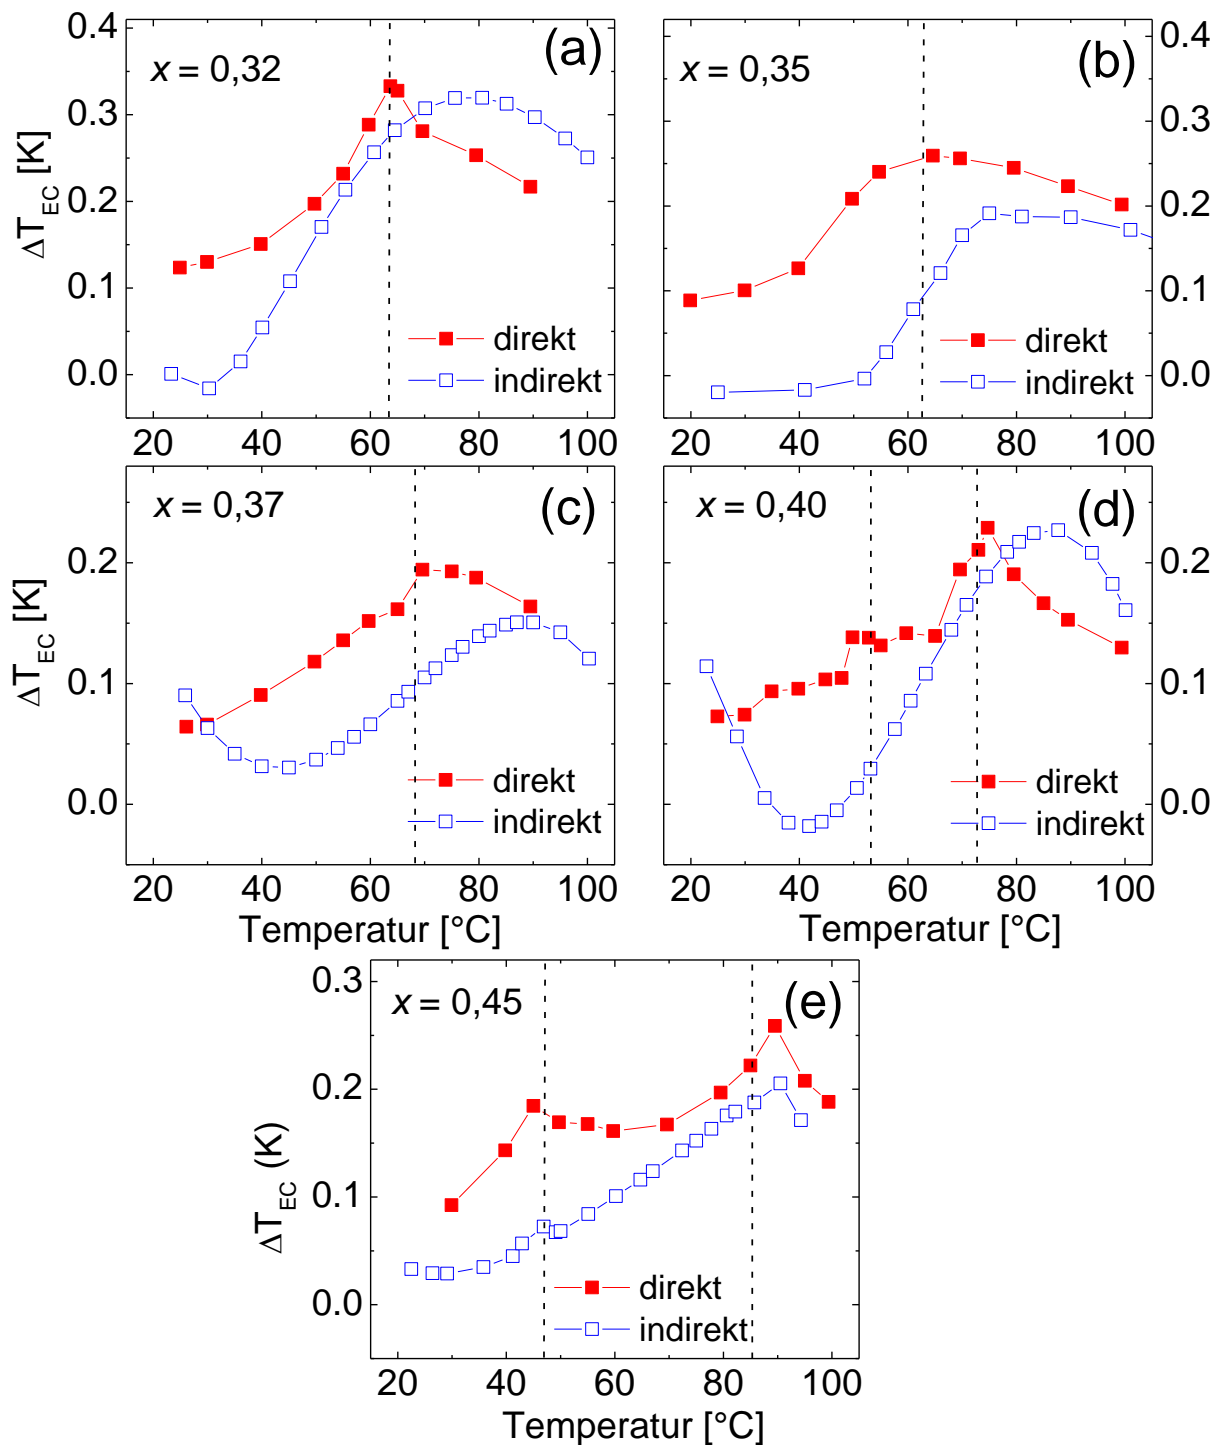 (a)
x = 0,32
0.4
0.3
0.2
0.1
0.0
ΔT_EC [K]
direkt
indirekt
20 40 60 80 100
(b)
x = 0,35
0.4
0.3
0.2
0.1
0.0
direkt
indirekt
20 40 60 80 100
(c)
x = 0,37
0.2
0.1
0.0
ΔT_EC [K]
direkt
indirekt
20 40 60 80 100
Temperatur [°C]
(d)
x = 0,40
0.2
0.1
0.0
direkt
indirekt
20 40 60 80 100
Temperatur [°C]
(e)
x = 0,45
0.3
0.2
0.1
0.0
ΔT_EC (K)
direkt
indirekt
20 40 60 80 100
Temperatur [°C]